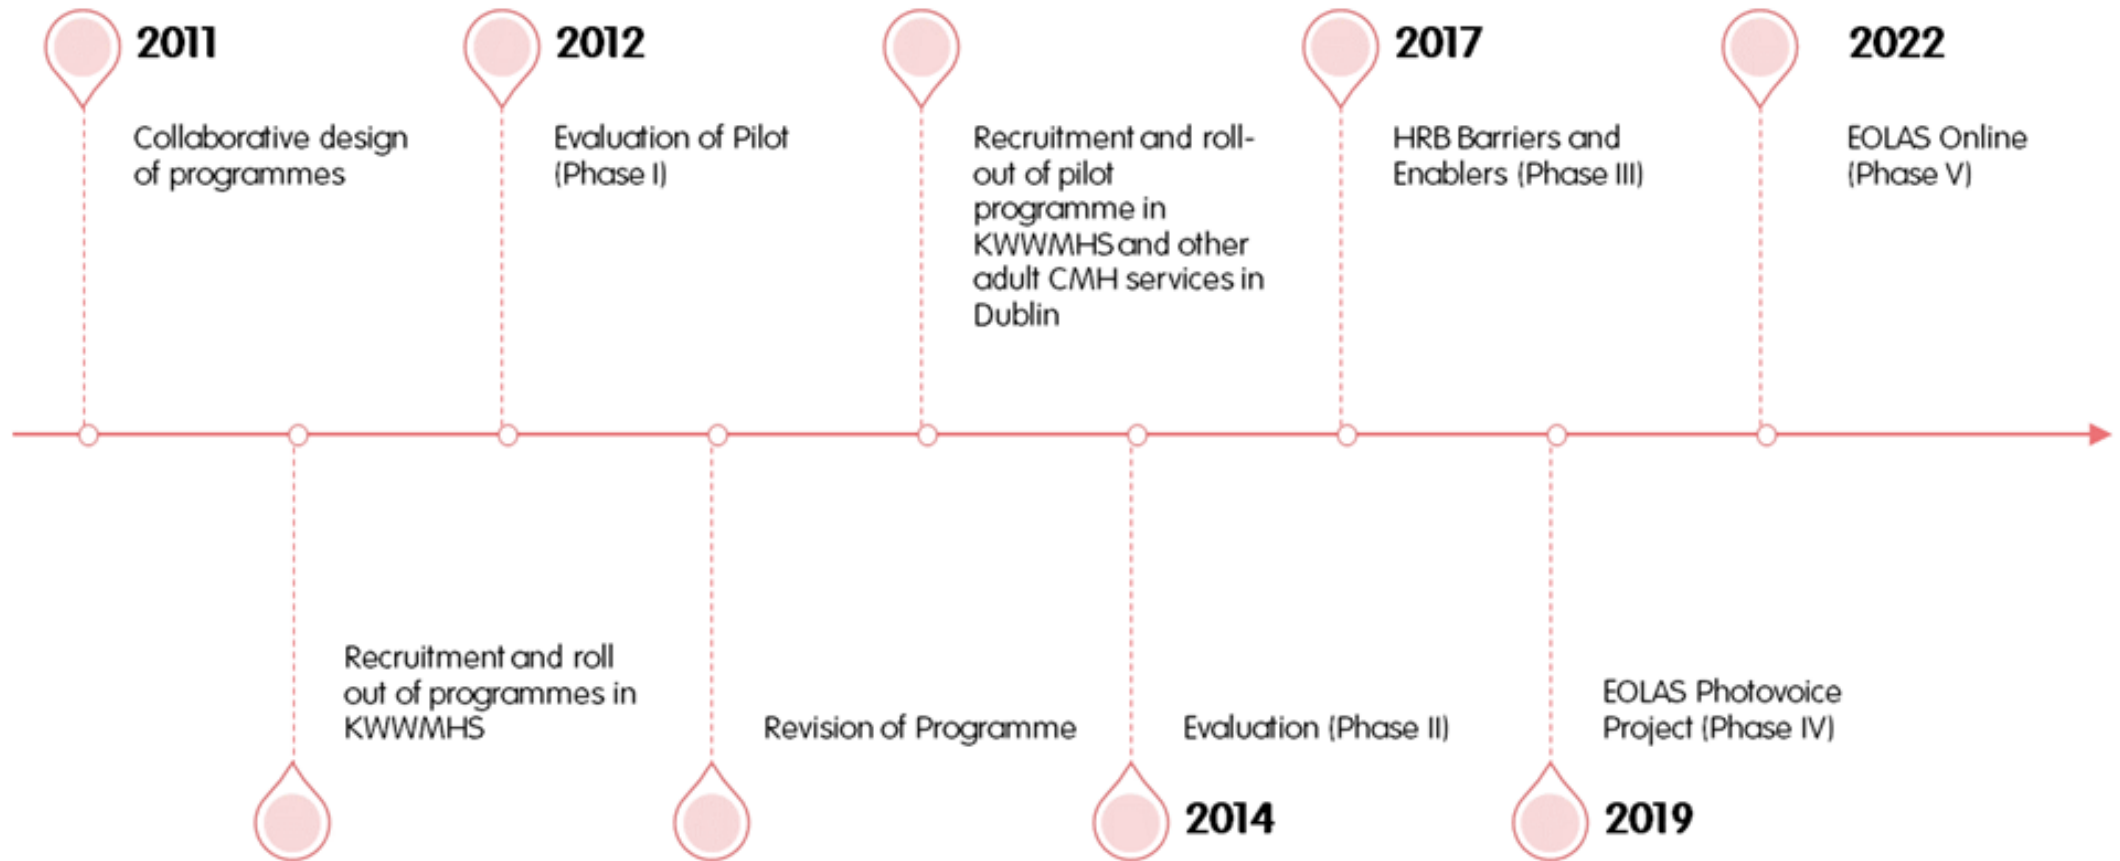 2011
Collaborative design
of programmes
Recruitment and roll
out of programmes in
KWWMHS
2012
Evaluation of Pilot
(Phase I)
Revision of Programme
Recruitment and roll-
out of pilot
programme in
KWWMHS and other
adult CMH services in
Dublin
Evaluation (Phase II)
2014
2017
HRB Barriers and
Enablers (Phase III)
EOLAS Photovoice
Project (Phase IV)
2019
2022
EOLAS Online
(Phase V)